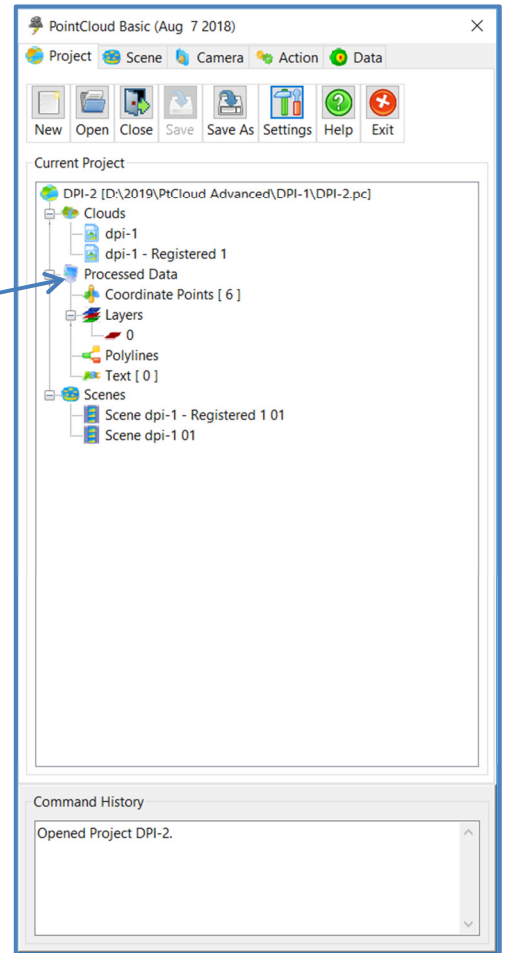 PointCloud Basic (Aug 7 2018)
Project Scene Camera Action Data
New Open Close Save Save As Settings Help Exit
Current Project
DPI-2 [D:\2019\PtCloud Advanced\DPI-1\DPI-2.pc]
Clouds
dpi-1
dpi-1 - Registered 1
Processed Data
Coordinate Points [ 6 ]
Layers
0
Polylines
Text [ 0 ]
Scenes
Scene dpi-1 - Registered 1 01
Scene dpi-1 01
Command History
Opened Project DPI-2.